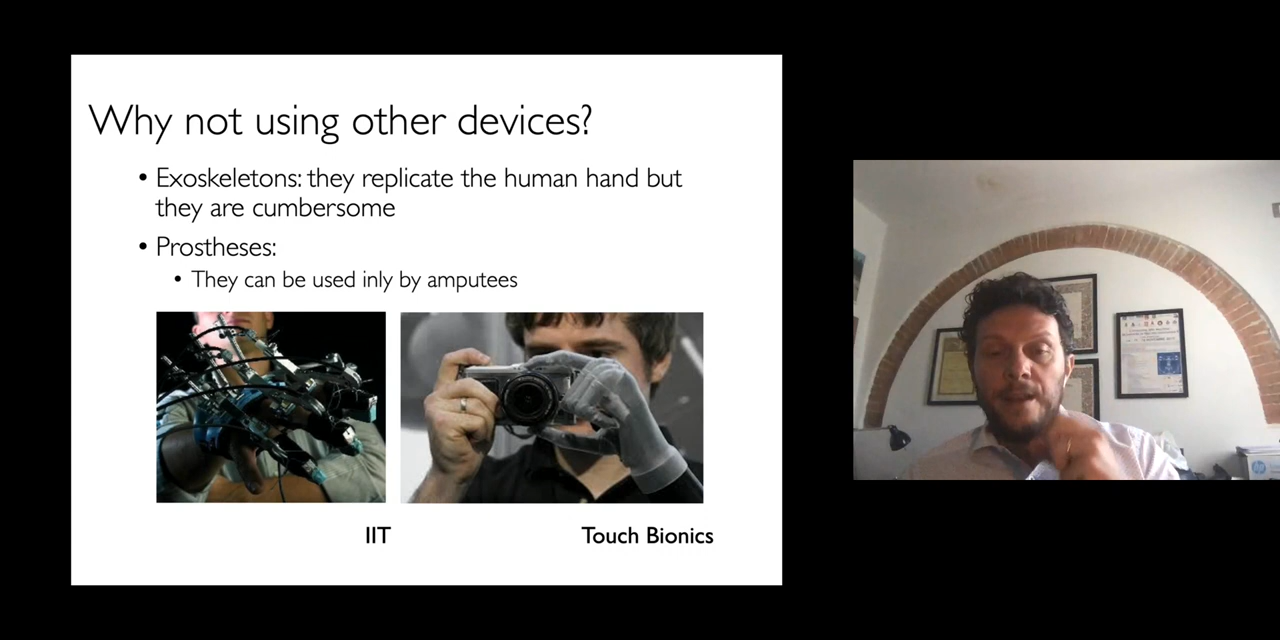 Why not using other devices?
• Exoskeletons: they replicate the human hand but
they are cumbersome
• Prostheses:
• They can be used inly by amputees
IIT
Touch Bionics